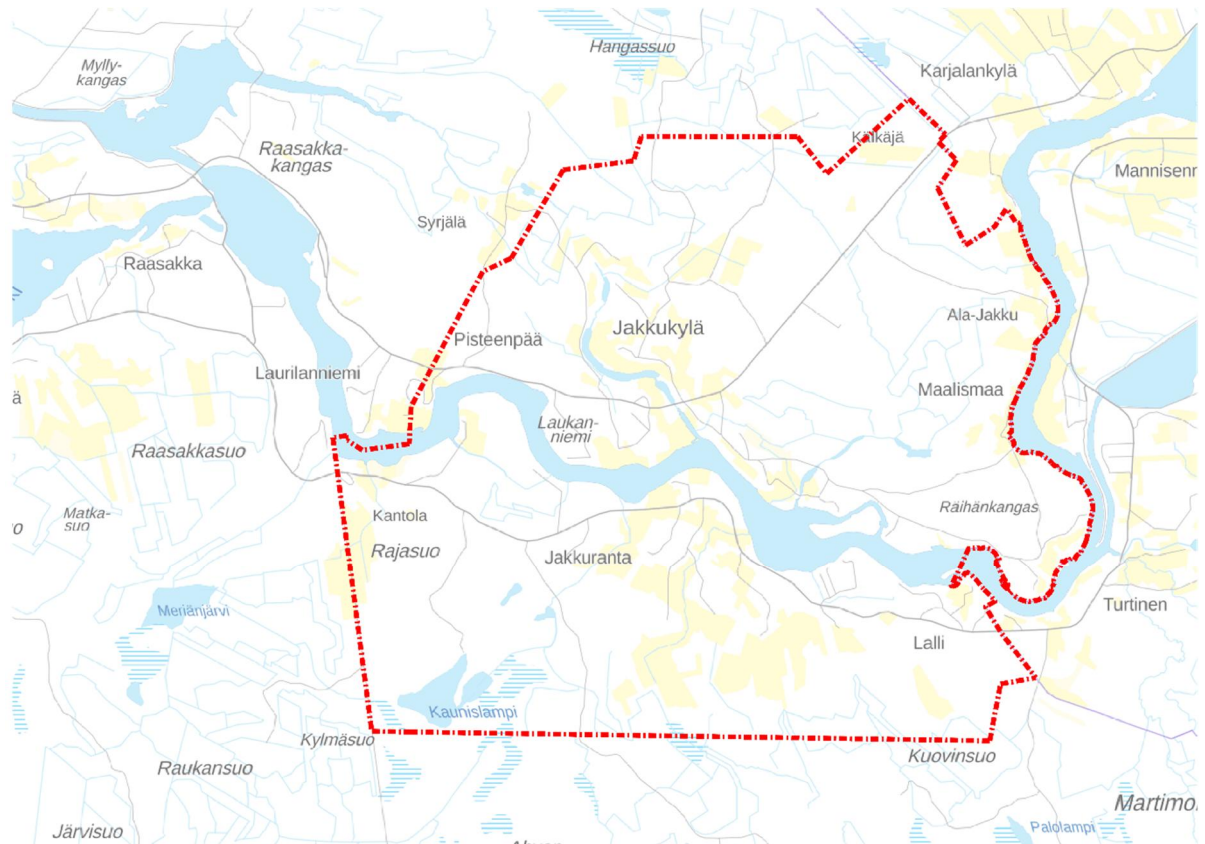 Hangassuo
Mylly-
kangas
Karjalankylä
Kaikäjä
Raasakka-
kangas
Mannisenr
Syrjälä
Raasakka
Ala-Jakku
Jakkukylä
Pisteenpää
Laurilanniemi
Maalismaa
ä
Laukan-
niemi
Raasakkasuo
Räihänkangas
Matka-
suo
o
Kantola
Rajasuo
Jakkuranta
Meriänjärvi
Turtinen
Lalli
Kaunislampi
Kylmäsuo
Kuovinsuo
Raukansuo
Martimo
Järvisuo
Palolampi